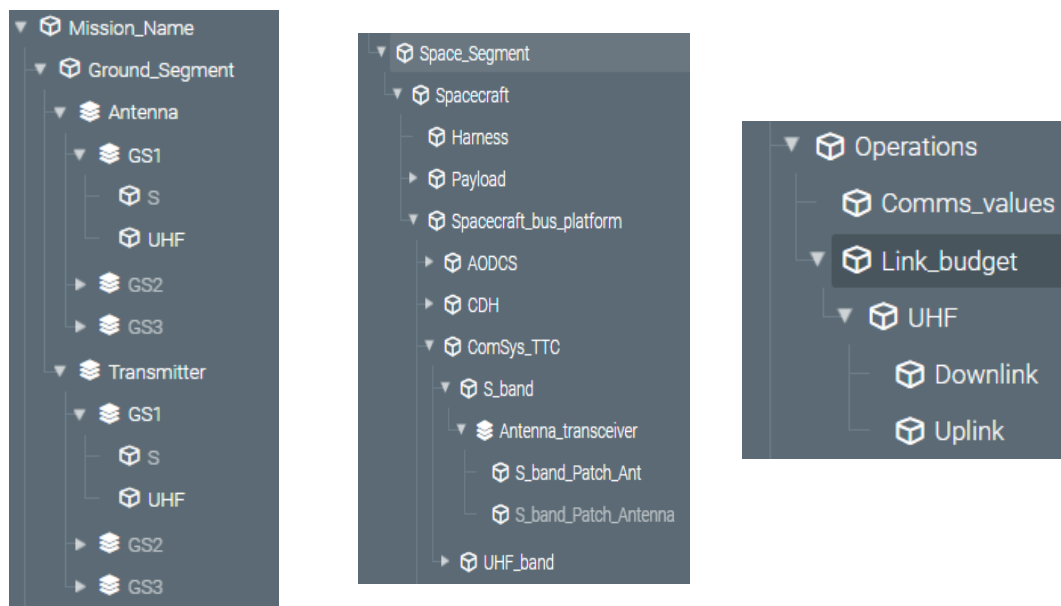 Mission_Name
Ground_Segment
Antenna
GS1
S
UHF
GS2
GS3
Transmitter
GS1
S
UHF
GS2
GS3
Space_Segment
Spacecraft
Harness
Payload
Spacecraft_bus_platform
AODCS
CDH
ComSys_TTC
S_band
Antenna_transceiver
S_band_Patch_Ant
S_band_Patch_Antenna
UHF_band
Operations
Comms_values
Link_budget
UHF
Downlink
Uplink